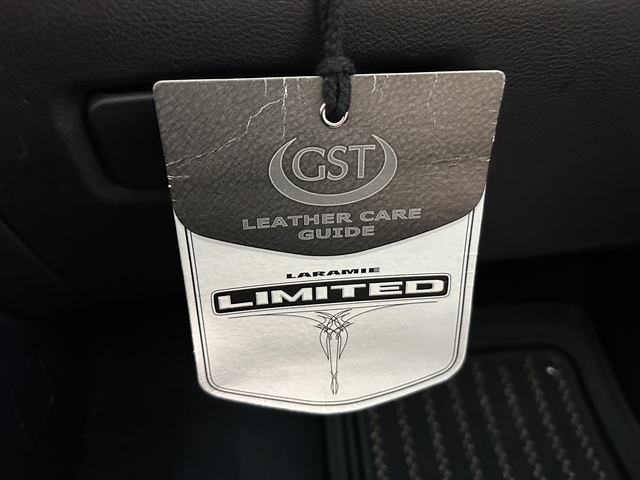 GST
LEATHER CARE
GUIDE
LARAMIE
LIMITED